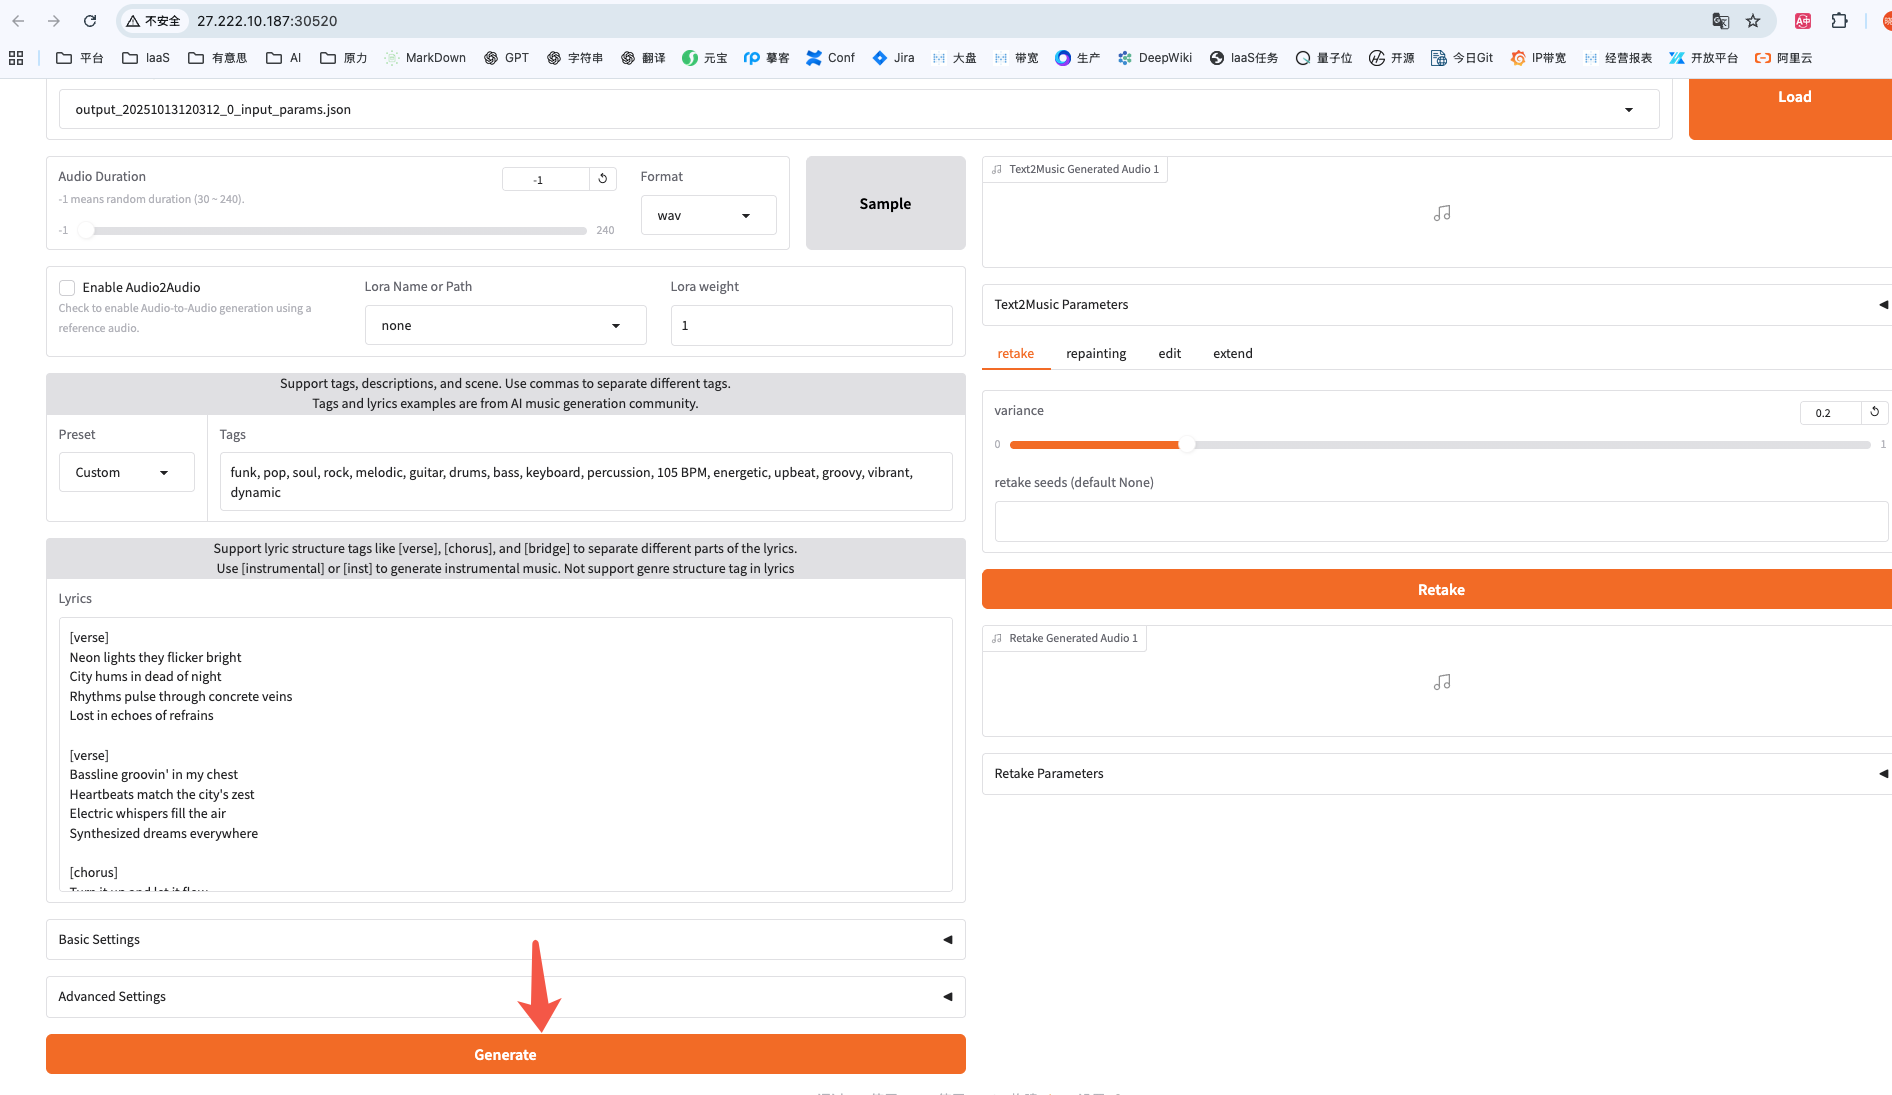 不安全 27.222.10.187:30520
平台 IaaS 有意思 AI 原力 MarkDown GPT 字符串 翻译 元宝 摹客 Conf Jira 大盘 带宽 生产 DeepWiki IaaS任务 量子位 开源 今日Git IP带宽 经营报表 开放平台 阿里云
output_20251013120312_0_input_params.json
Load
Audio Duration
-1
Format
-1 means random duration (30 ~ 240).
-1
240
wav
Sample
Enable Audio2Audio
Check to enable Audio-to-Audio generation using a
reference audio.
Lora Name or Path
none
Lora weight
1
Support tags, descriptions, and scene. Use commas to separate different tags.
Tags and lyrics examples are from AI music generation community.
Preset
Custom
Tags
funk, pop, soul, rock, melodic, guitar, drums, bass, keyboard, percussion, 105 BPM, energetic, upbeat, groovy, vibrant,
dynamic
Support lyric structure tags like [verse], [chorus], and [bridge] to separate different parts of the lyrics.
Use [instrumental] or [inst] to generate instrumental music. Not support genre structure tag in lyrics
Lyrics
[verse]
Neon lights they flicker bright
City hums in dead of night
Rhythms pulse through concrete veins
Lost in echoes of refrains
[verse]
Bassline groovin' in my chest
Heartbeats match the city's zest
Electric whispers fill the air
Synthesized dreams everywhere
[chorus]
Turn it up and let it flow
Basic Settings
Advanced Settings
Generate
Text2Music Generated Audio 1
Text2Music Parameters
retake repainting edit extend
variance
0.2
0
1
retake seeds (default None)
Retake
Retake Generated Audio 1
Retake Parameters